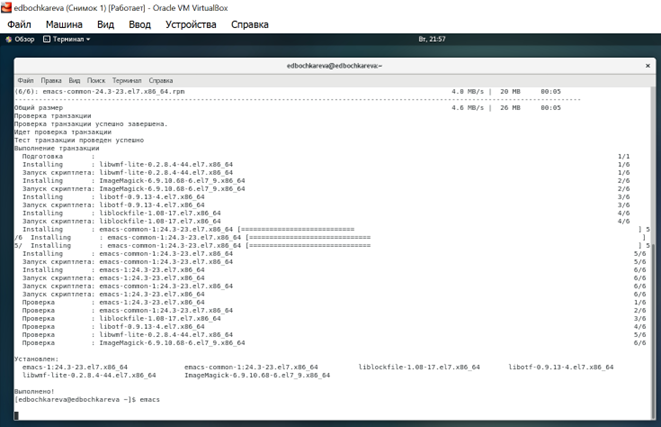 edbochkareva (Снимок 1) [Работает] - Oracle VM VirtualBox
Файл Машина Вид Ввод Устройства Справка
Обзор Терминал Вт, 21:57
edbochkareva@edbochkareva:~
Файл Правка Вид Поиск Терминал Справка
(6/6): emacs-common-24.3-23.el7.x86_64.rpm 4.0 MB/s | 20 MB 00:05
--------------------------------------------------------------------------------
Общий размер 4.6 MB/s | 26 MB 00:05
Проверка транзакции
Проверка транзакции успешно завершена.
Идет проверка транзакции
Тест транзакции проведен успешно
Выполнение транзакции
Подготовка : 1/1
Installing : libwmf-lite-0.2.8.4-44.el7.x86_64 1/6
Запуск скриптлета: libwmf-lite-0.2.8.4-44.el7.x86_64 1/6
Installing : ImageMagick-6.9.10.68-6.el7_9.x86_64 2/6
Запуск скриптлета: ImageMagick-6.9.10.68-6.el7_9.x86_64 2/6
Installing : libotf-0.9.13-4.el7.x86_64 3/6
Запуск скриптлета: libotf-0.9.13-4.el7.x86_64 3/6
Installing : liblockfile-1.08-17.el7.x86_64 4/6
Запуск скриптлета: liblockfile-1.08-17.el7.x86_64 4/6
Installing : emacs-common-1:24.3-23.el7.x86_64 [=========================== ] 5
/6 Installing : emacs-common-1:24.3-23.el7.x86_64 [============================= ]
5/ Installing : emacs-common-1:24.3-23.el7.x86_64 [============================= ] 5
Installing : emacs-common-1:24.3-23.el7.x86_64 5/6
Запуск скриптлета: emacs-common-1:24.3-23.el7.x86_64 5/6
Installing : emacs-1:24.3-23.el7.x86_64 6/6
Запуск скриптлета: emacs-1:24.3-23.el7.x86_64 6/6
Запуск скриптлета: emacs-common-1:24.3-23.el7.x86_64 6/6
Запуск скриптлета: emacs-1:24.3-23.el7.x86_64 6/6
Проверка : emacs-1:24.3-23.el7.x86_64 1/6
Проверка : emacs-common-1:24.3-23.el7.x86_64 2/6
Проверка : liblockfile-1.08-17.el7.x86_64 3/6
Проверка : libotf-0.9.13-4.el7.x86_64 4/6
Проверка : libwmf-lite-0.2.8.4-44.el7.x86_64 5/6
Проверка : ImageMagick-6.9.10.68-6.el7_9.x86_64 6/6
Установлен:
emacs-1:24.3-23.el7.x86_64 emacs-common-1:24.3-23.el7.x86_64 liblockfile-1.08-17.el7.x86_64 libotf-0.9.13-4.el7.x86_64
libwmf-lite-0.2.8.4-44.el7.x86_64 ImageMagick-6.9.10.68-6.el7_9.x86_64
Выполнено!
[edbochkareva@edbochkareva ~]$ emacs